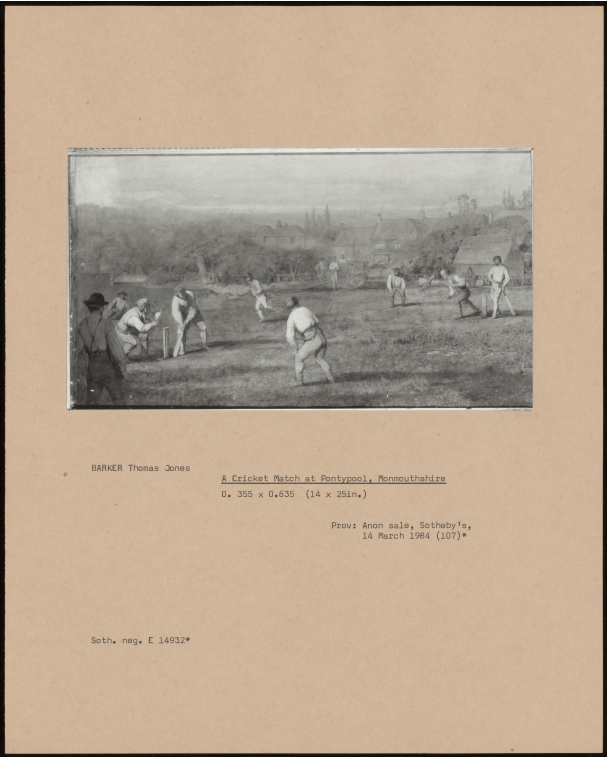 BARKER Thomas Jones
A Cricket Match at Pontypool, Monmouthshire
O. 355 x 0.635 (14 x 25in.)
Prov: Anon sale, Sotheby's,
14 March 1984 (107)*
Soth. neg. E 14932*